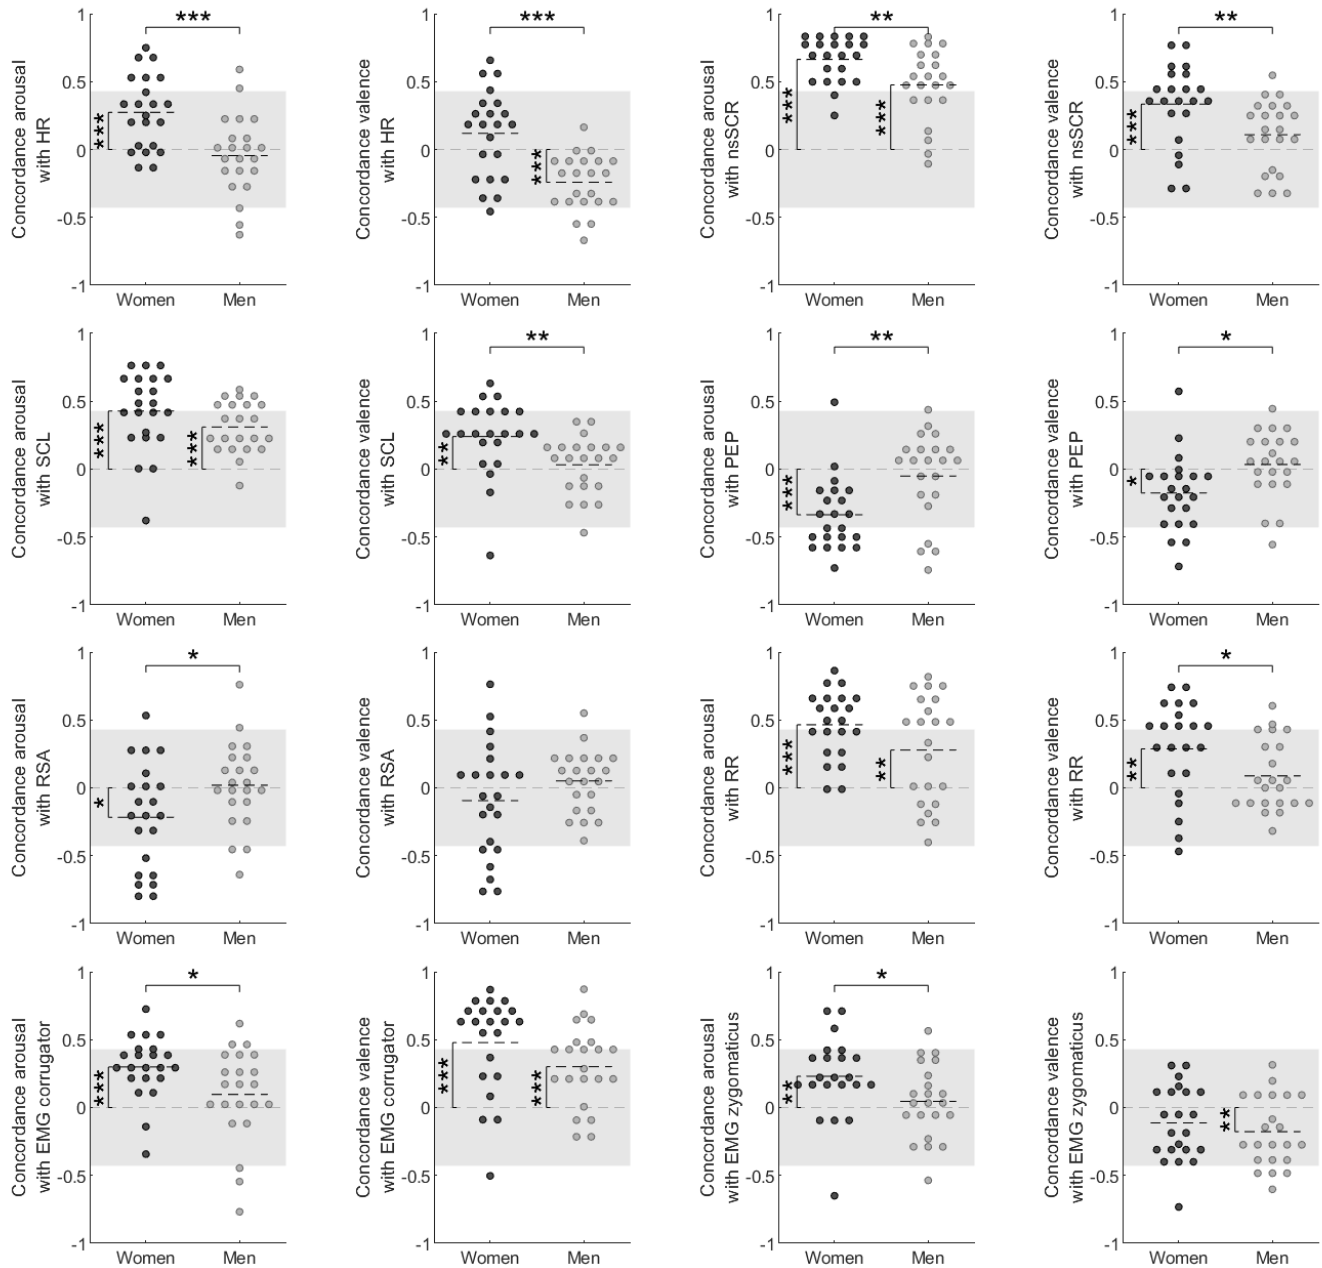 ***
1
0.5
0
-0.5
-1
Concordance arousal
with HR
***
Women
Men
***
1
0.5
0
-0.5
-1
Concordance valence
with HR
***
Women
Men
**
1
0.5
0
-0.5
-1
Concordance arousal
with nsSCR
***
***
Women
Men
**
1
0.5
0
-0.5
-1
Concordance valence
with nsSCR
***
Women
Men
1
0.5
0
-0.5
-1
Concordance arousal
with SCL
***
***
Women
Men
**
1
0.5
0
-0.5
-1
Concordance valence
with SCL
**
Women
Men
**
1
0.5
0
-0.5
-1
Concordance arousal
with PEP
***
Women
Men
*
1
0.5
0
-0.5
-1
Concordance valence
with PEP
*
Women
Men
*
1
0.5
0
-0.5
-1
Concordance arousal
with RSA
*
Women
Men
1
0.5
0
-0.5
-1
Concordance valence
with RSA
Women
Men
1
0.5
0
-0.5
-1
Concordance arousal
with RR
***
**
Women
Men
*
1
0.5
0
-0.5
-1
Concordance valence
with RR
**
Women
Men
*
1
0.5
0
-0.5
-1
Concordance arousal
with EMG corrugator
***
Women
Men
1
0.5
0
-0.5
-1
Concordance valence
with EMG corrugator
***
***
Women
Men
*
1
0.5
0
-0.5
-1
Concordance arousal
with EMG zygomaticus
**
Women
Men
1
0.5
0
-0.5
-1
Concordance valence
with EMG zygomaticus
**
Women
Men